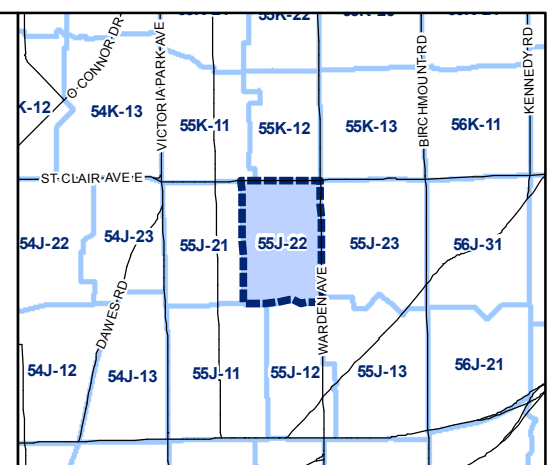 55K-22
O'CONNOR DR
VICTORIA PARK AVE
BIRCHMOUNT RD
KENNEDY RD
K-12
54K-13
55K-11
55K-12
55K-13
56K-11
ST CLAIR AVE E
54J-22
54J-23
55J-21
55J-22
55J-23
56J-31
DAWES RD
WARDEN AVE
54J-12
54J-13
55J-11
55J-12
55J-13
56J-21